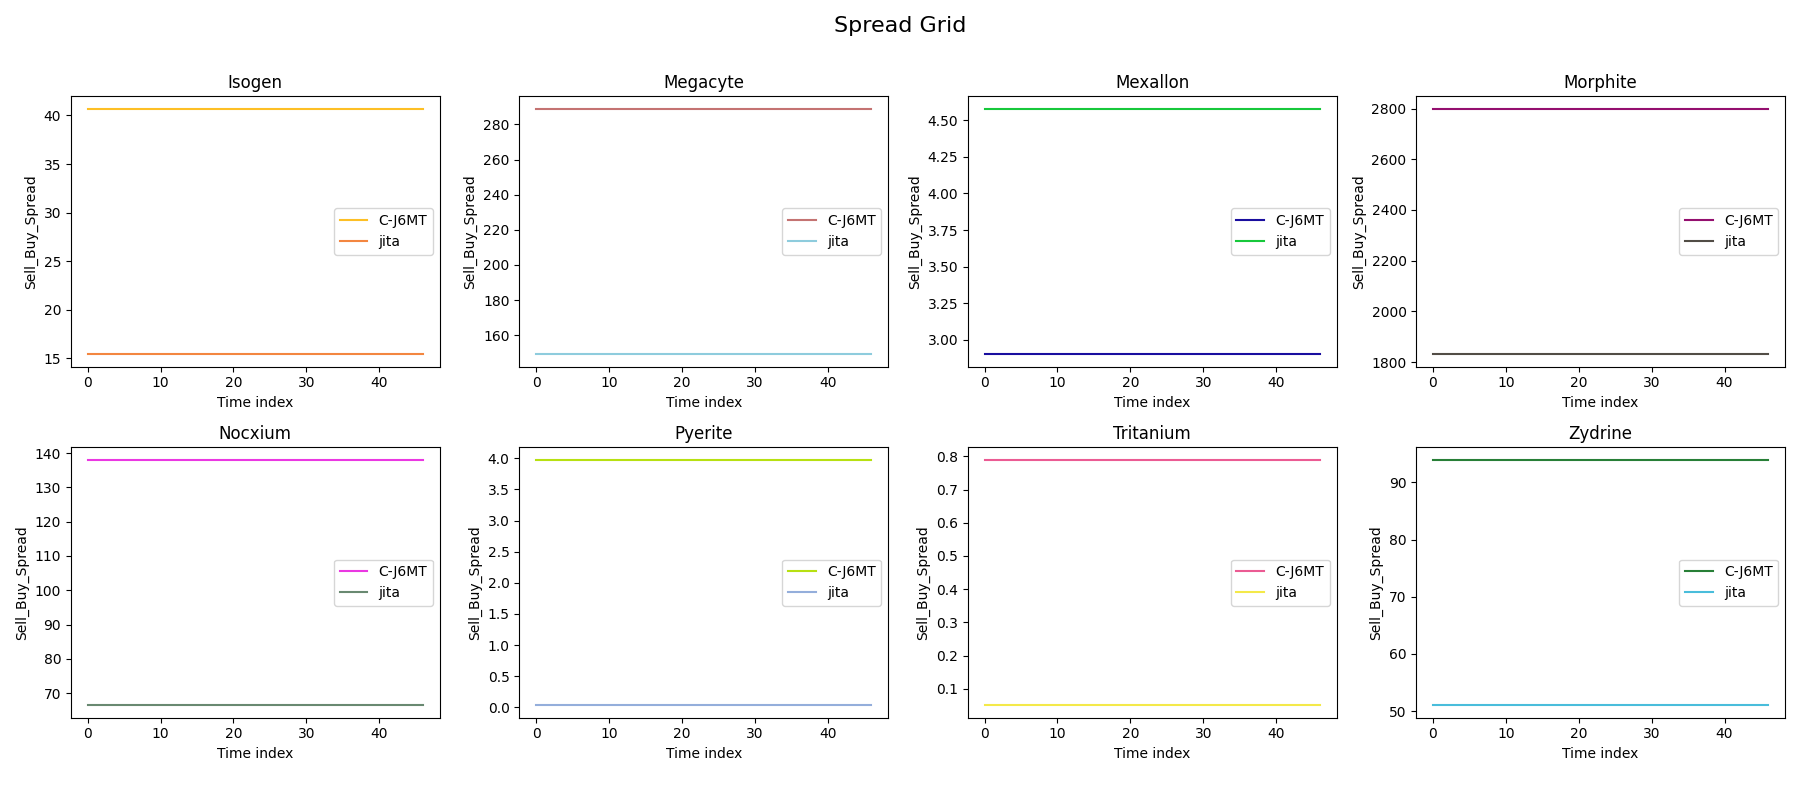 Spread Grid
Isogen
Sell_Buy_Spread
40
35
30
25
20
15
0 10 20 30 40
Time index
C-J6MT
jita
Megacyte
Sell_Buy_Spread
280
260
240
220
200
180
160
0 10 20 30 40
Time index
C-J6MT
jita
Mexallon
Sell_Buy_Spread
4.50
4.25
4.00
3.75
3.50
3.25
3.00
0 10 20 30 40
Time index
C-J6MT
jita
Morphite
Sell_Buy_Spread
2800
2600
2400
2200
2000
1800
0 10 20 30 40
Time index
C-J6MT
jita
Nocxium
Sell_Buy_Spread
140
130
120
110
100
90
80
70
0 10 20 30 40
Time index
C-J6MT
jita
Pyerite
Sell_Buy_Spread
4.0
3.5
3.0
2.5
2.0
1.5
1.0
0.5
0.0
0 10 20 30 40
Time index
C-J6MT
jita
Tritanium
Sell_Buy_Spread
0.8
0.7
0.6
0.5
0.4
0.3
0.2
0.1
0 10 20 30 40
Time index
C-J6MT
jita
Zydrine
Sell_Buy_Spread
90
80
70
60
50
0 10 20 30 40
Time index
C-J6MT
jita